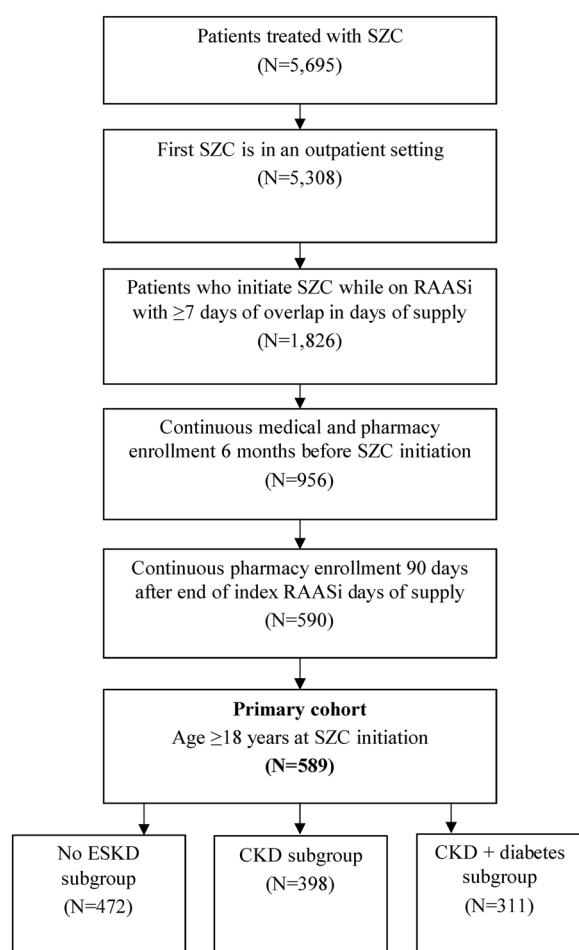 Patients treated with SZC
(N=5,695)
First SZC is in an outpatient setting
(N=5,308)
Patients who initiate SZC while on RAASi
with ≥7 days of overlap in days of supply
(N=1,826)
Continuous medical and pharmacy
enrollment 6 months before SZC initiation
(N=956)
Continuous pharmacy enrollment 90 days
after end of index RAASi days of supply
(N=590)
Primary cohort
Age ≥18 years at SZC initiation
(N=589)
No ESKD
subgroup
(N=472)
CKD subgroup
(N=398)
CKD + diabetes
subgroup
(N=311)